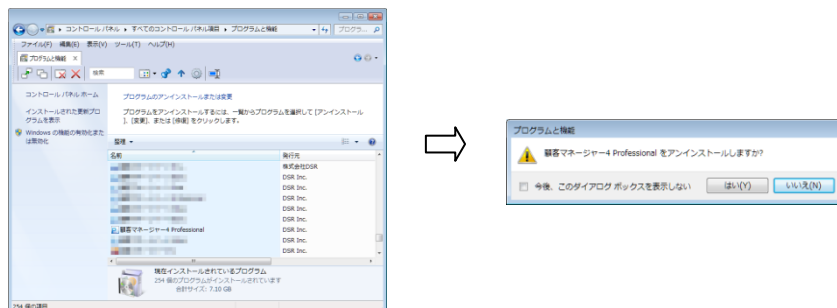 コントロール パネル ▸ すべてのコントロール パネル項目 ▸ プログラムと機能
プログラ...
ファイル(F) 編集(E) 表示(V) ツール(T) ヘルプ(H)
プログラムと機能 ×
検索
コントロール パネル ホーム
インストールされた更新プログラムを表示
Windows の機能の有効化または無効化
プログラムのアンインストールまたは変更
プログラムをアンインストールするには、一覧からプログラムを選択して [アンインストール
]、[変更]、または [修復] をクリックします。
整理
名前 発行元
株式会社DSR
DSR Inc.
DSR Inc.
DSR Inc.
DSR Inc.
DSR Inc.
顧客マネージャー4 Professional DSR Inc.
DSR Inc.
DSR Inc.
現在インストールされているプログラム
254 個のプログラムがインストールされています
合計サイズ: 7.10 GB
254 個の項目
プログラムと機能
顧客マネージャー4 Professional をアンインストールしますか?
今後、このダイアログ ボックスを表示しない はい(Y) いいえ(N)